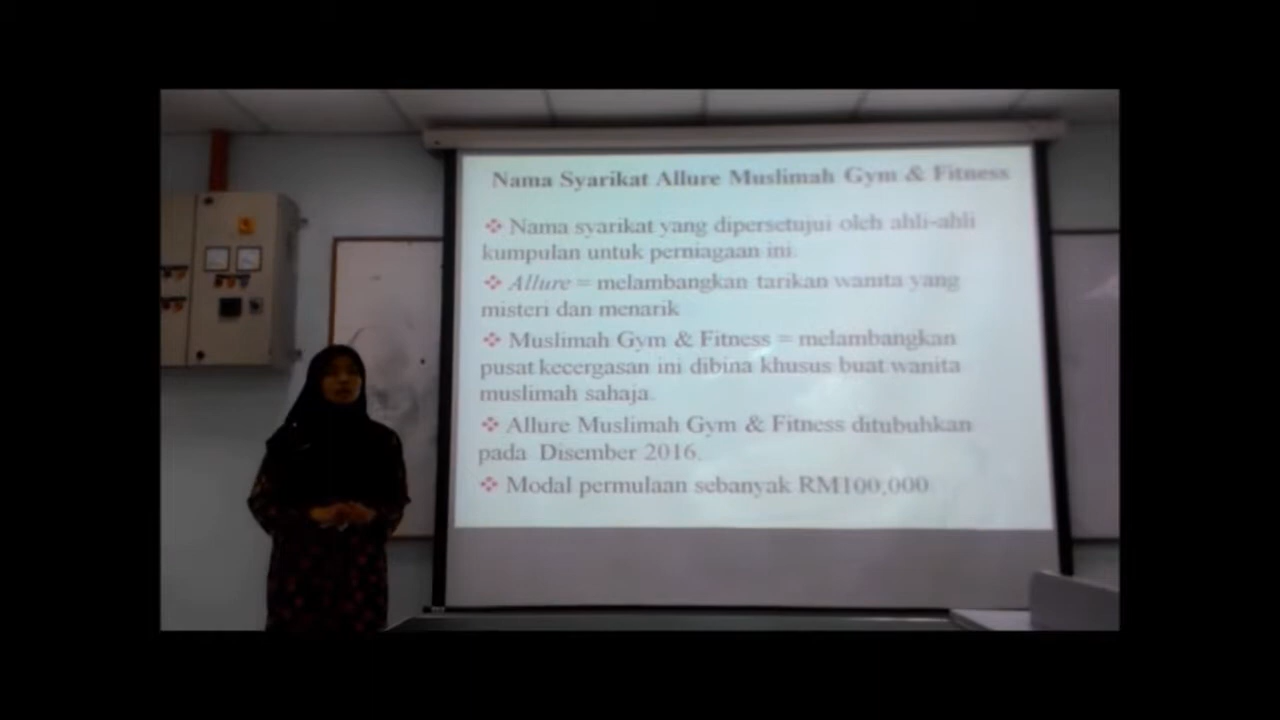 Nama Syarikat Allure Muslimah Gym & Fitness
❖ Nama syarikat yang dipersetujui oleh ahli-ahli
kumpulan untuk perniagaan ini.
❖ Allure = melambangkan tarikan wanita yang
misteri dan menarik
❖ Muslimah Gym & Fitness = melambangkan
pusat kecergasan ini dibina khusus buat wanita
muslimah sahaja.
❖ Allure Muslimah Gym & Fitness ditubuhkan
pada Disember 2016.
❖ Modal permulaan sebanyak RM100,000